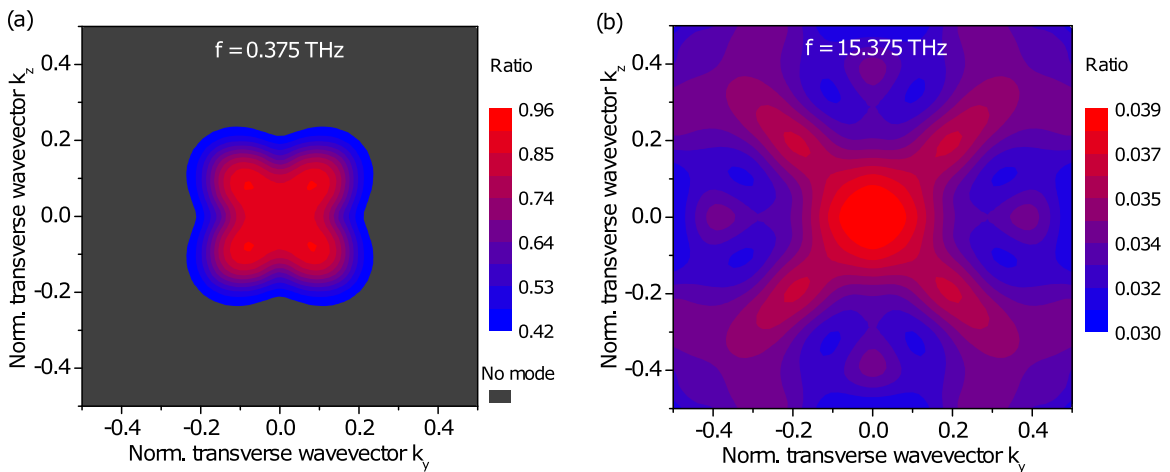 (a)
f = 0.375 THz
Norm. transverse wavevector k_z
0.4
0.2
0.0
-0.2
-0.4
-0.4 -0.2 0.0 0.2 0.4
Norm. transverse wavevector k_y
Ratio
0.96
0.85
0.74
0.64
0.53
0.42
No mode
(b)
f = 15.375 THz
Norm. transverse wavevector k_z
0.4
0.2
0.0
-0.2
-0.4
-0.4 -0.2 0.0 0.2 0.4
Norm. transverse wavevector k_y
Ratio
0.039
0.037
0.035
0.034
0.032
0.030